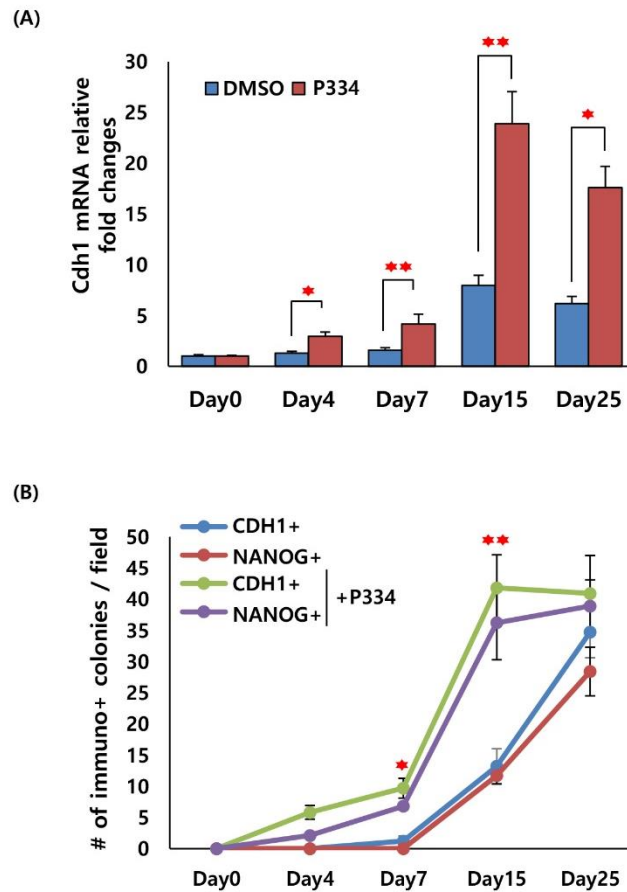 (A)
Cdh1 mRNA relative
fold changes
30
25
20
15
10
5
0
DMSO P334
Day0 Day4 Day7 Day15 Day25
(B)
# of immuno+ colonies / field
50
45
40
35
30
25
20
15
10
5
0
CDH1+
NANOG+
CDH1+
NANOG+
+P334
Day0 Day4 Day7 Day15 Day25